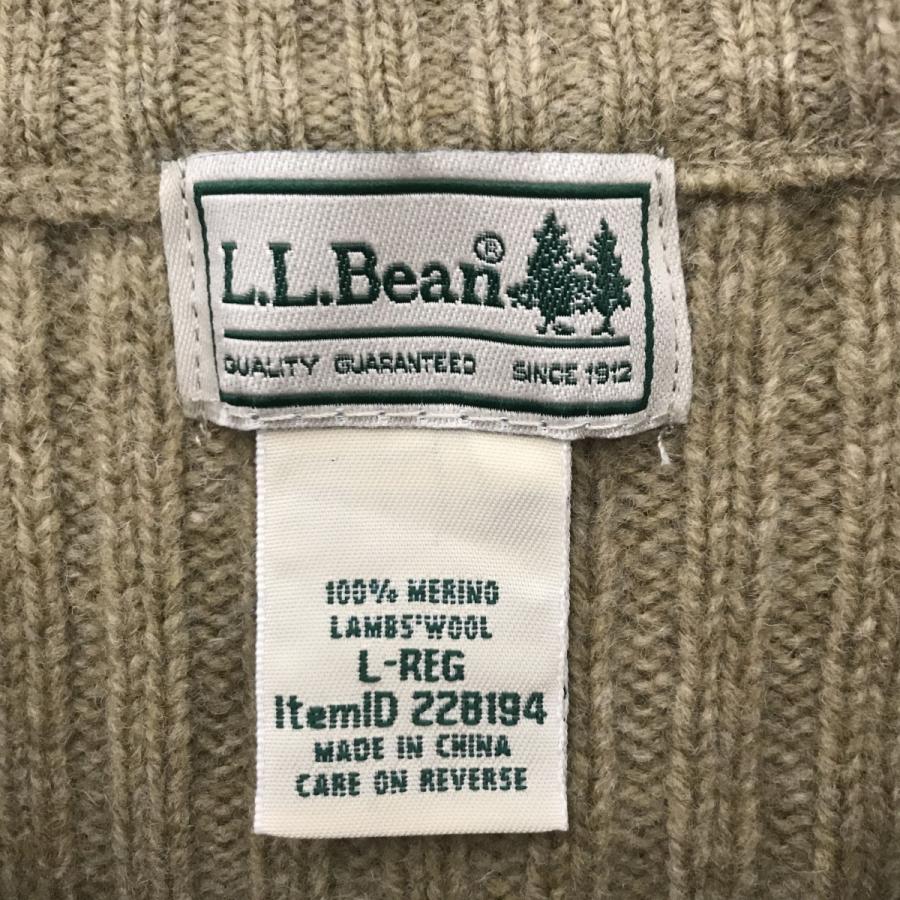 L.L.Bean®
QUALITY GUARANTEED SINCE 1912
100% MERINO
LAMBS' WOOL
L-REG
ItemID 228194
MADE IN CHINA
CARE ON REVERSE